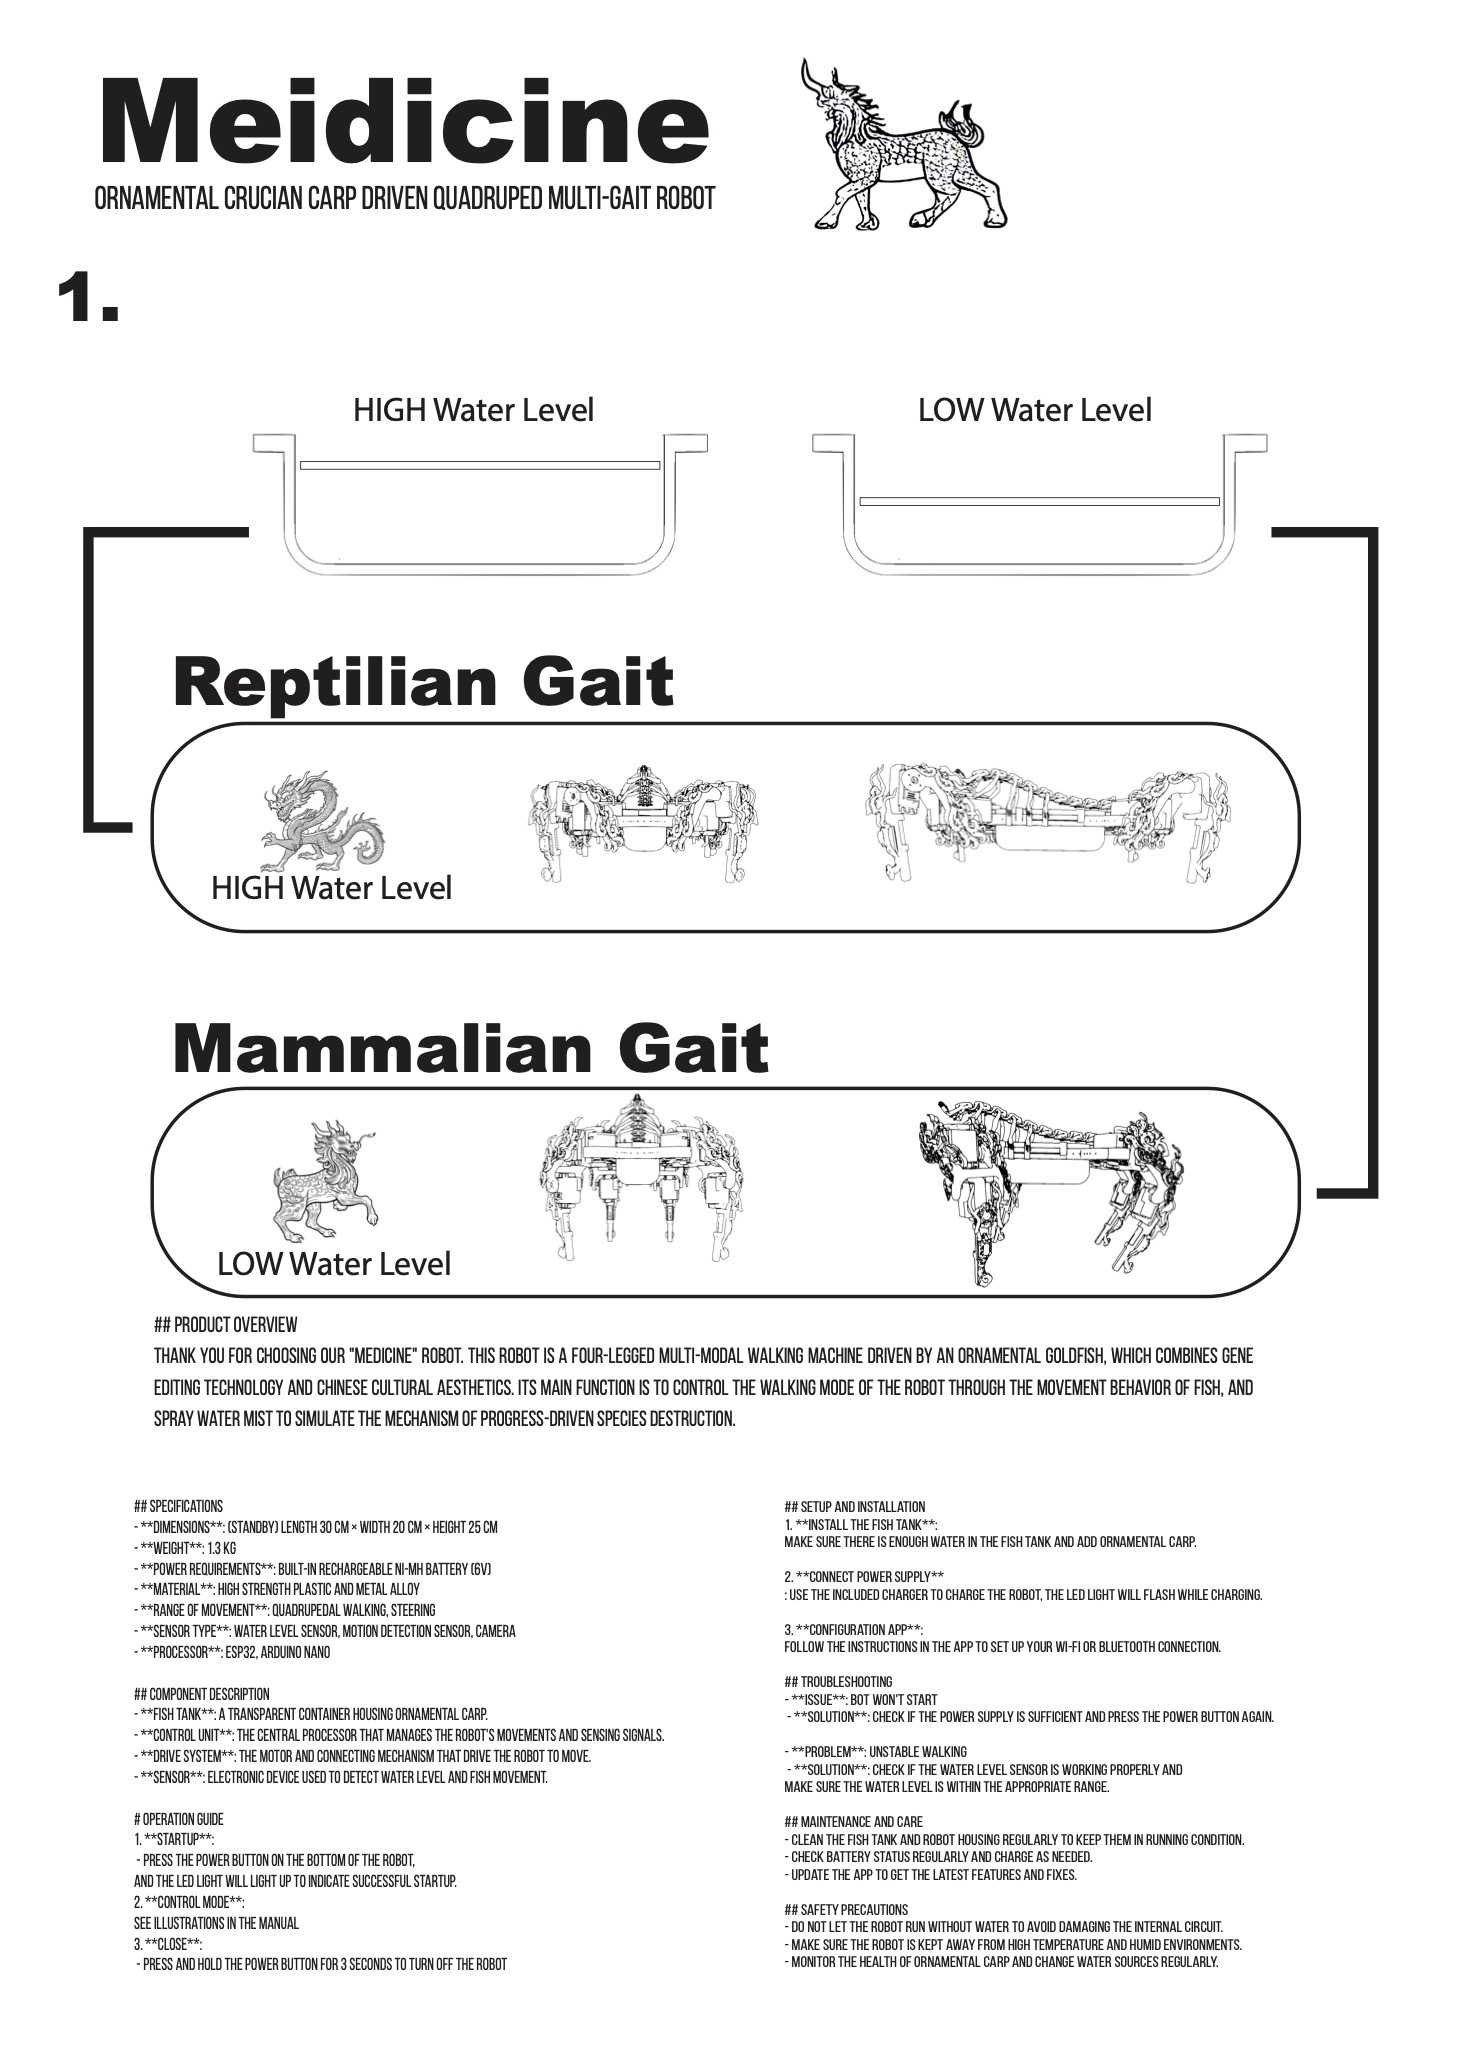 Meidicine
ORNAMENTAL CRUCIAN CARP DRIVEN QUADRUPED MULTI-GAIT ROBOT
1.
HIGH Water Level
LOW Water Level
Reptilian Gait
HIGH Water Level
Mammalian Gait
LOW Water Level
## PRODUCT OVERVIEW
THANK YOU FOR CHOOSING OUR "MEDICINE" ROBOT. THIS ROBOT IS A FOUR-LEGGED MULTI-MODAL WALKING MACHINE DRIVEN BY AN ORNAMENTAL GOLDFISH, WHICH COMBINES GENE
EDITING TECHNOLOGY AND CHINESE CULTURAL AESTHETICS. ITS MAIN FUNCTION IS TO CONTROL THE WALKING MODE OF THE ROBOT THROUGH THE MOVEMENT BEHAVIOR OF FISH, AND
SPRAY WATER MIST TO SIMULATE THE MECHANISM OF PROGRESS-DRIVEN SPECIES DESTRUCTION.
## SPECIFICATIONS
- **DIMENSIONS**: (STANDBY) LENGTH 30 CM × WIDTH 20 CM × HEIGHT 25 CM
- **WEIGHT**: 1.3 KG
- **POWER REQUIREMENTS**: BUILT-IN RECHARGEABLE NI-MH BATTERY (6V)
- **MATERIAL**: HIGH STRENGTH PLASTIC AND METAL ALLOY
- **RANGE OF MOVEMENT**: QUADRUPEDAL WALKING, STEERING
- **SENSOR TYPE**: WATER LEVEL SENSOR, MOTION DETECTION SENSOR, CAMERA
- **PROCESSOR**: ESP32, ARDUINO NANO
## COMPONENT DESCRIPTION
- **FISH TANK**: A TRANSPARENT CONTAINER HOUSING ORNAMENTAL CARP.
- **CONTROL UNIT**: THE CENTRAL PROCESSOR THAT MANAGES THE ROBOT'S MOVEMENTS AND SENSING SIGNALS.
- **DRIVE SYSTEM**: THE MOTOR AND CONNECTING MECHANISM THAT DRIVE THE ROBOT TO MOVE.
- **SENSOR**: ELECTRONIC DEVICE USED TO DETECT WATER LEVEL AND FISH MOVEMENT.
# OPERATION GUIDE
1. **STARTUP**:
- PRESS THE POWER BUTTON ON THE BOTTOM OF THE ROBOT,
AND THE LED LIGHT WILL LIGHT UP TO INDICATE SUCCESSFUL STARTUP.
2. **CONTROL MODE**:
SEE ILLUSTRATIONS IN THE MANUAL
3. **CLOSE**:
- PRESS AND HOLD THE POWER BUTTON FOR 3 SECONDS TO TURN OFF THE ROBOT
## SETUP AND INSTALLATION
1. **INSTALL THE FISH TANK**:
MAKE SURE THERE IS ENOUGH WATER IN THE FISH TANK AND ADD ORNAMENTAL CARP.
2. **CONNECT POWER SUPPLY**
: USE THE INCLUDED CHARGER TO CHARGE THE ROBOT, THE LED LIGHT WILL FLASH WHILE CHARGING.
3. **CONFIGURATION APP**:
FOLLOW THE INSTRUCTIONS IN THE APP TO SET UP YOUR WI-FI OR BLUETOOTH CONNECTION.
## TROUBLESHOOTING
- **ISSUE**: BOT WON'T START
- **SOLUTION**: CHECK IF THE POWER SUPPLY IS SUFFICIENT AND PRESS THE POWER BUTTON AGAIN.
- **PROBLEM**: UNSTABLE WALKING
- **SOLUTION**: CHECK IF THE WATER LEVEL SENSOR IS WORKING PROPERLY AND
MAKE SURE THE WATER LEVEL IS WITHIN THE APPROPRIATE RANGE.
## MAINTENANCE AND CARE
- CLEAN THE FISH TANK AND ROBOT HOUSING REGULARLY TO KEEP THEM IN RUNNING CONDITION.
- CHECK BATTERY STATUS REGULARLY AND CHARGE AS NEEDED.
- UPDATE THE APP TO GET THE LATEST FEATURES AND FIXES.
## SAFETY PRECAUTIONS
- DO NOT LET THE ROBOT RUN WITHOUT WATER TO AVOID DAMAGING THE INTERNAL CIRCUIT.
- MAKE SURE THE ROBOT IS KEPT AWAY FROM HIGH TEMPERATURE AND HUMID ENVIRONMENTS.
- MONITOR THE HEALTH OF ORNAMENTAL CARP AND CHANGE WATER SOURCES REGULARLY.